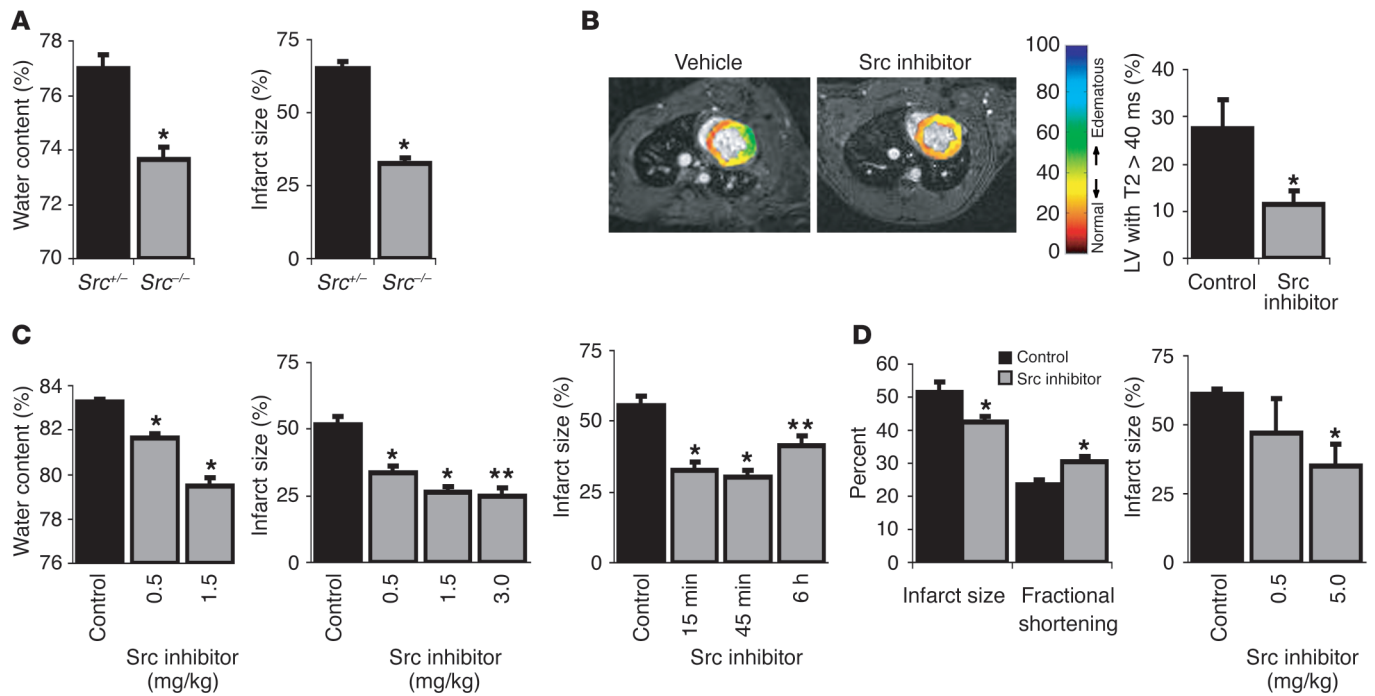 A
Water content (%)
78
76
74
72
70
*
Src+/–
Src–/–
Infarct size (%)
75
50
25
0
*
Src+/–
Src–/–
B
Vehicle
Src inhibitor
100
80
60
40
20
0
Normal
Edematous
LV with T2 > 40 ms (%)
40
30
20
10
0
*
Control
Src
inhibitor
C
Water content (%)
84
82
80
78
76
*
*
Control
0.5
1.5
Src inhibitor
(mg/kg)
Infarct size (%)
75
50
25
0
*
*
**
Control
0.5
1.5
3.0
Src inhibitor
(mg/kg)
Infarct size (%)
75
50
25
0
*
*
**
Control
15 min
45 min
6 h
Src inhibitor
D
Percent
60
50
40
30
20
10
0
Control
Src inhibitor
*
*
Infarct size
Fractional
shortening
Infarct size (%)
75
50
25
0
*
Control
0.5
5.0
Src inhibitor
(mg/kg)